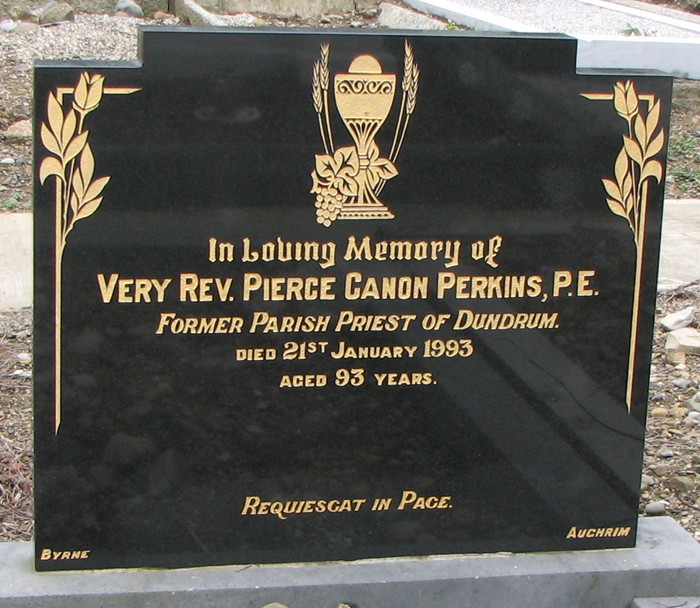 In Loving Memory of
VERY REV. PIERCE CANON PERKINS, P.E.
FORMER PARISH PRIEST OF DUNDRUM.
DIED 21ST JANUARY 1993
AGED 93 YEARS.
REQUIESCAT IN PACE.
BYRNE
AUGHRIM